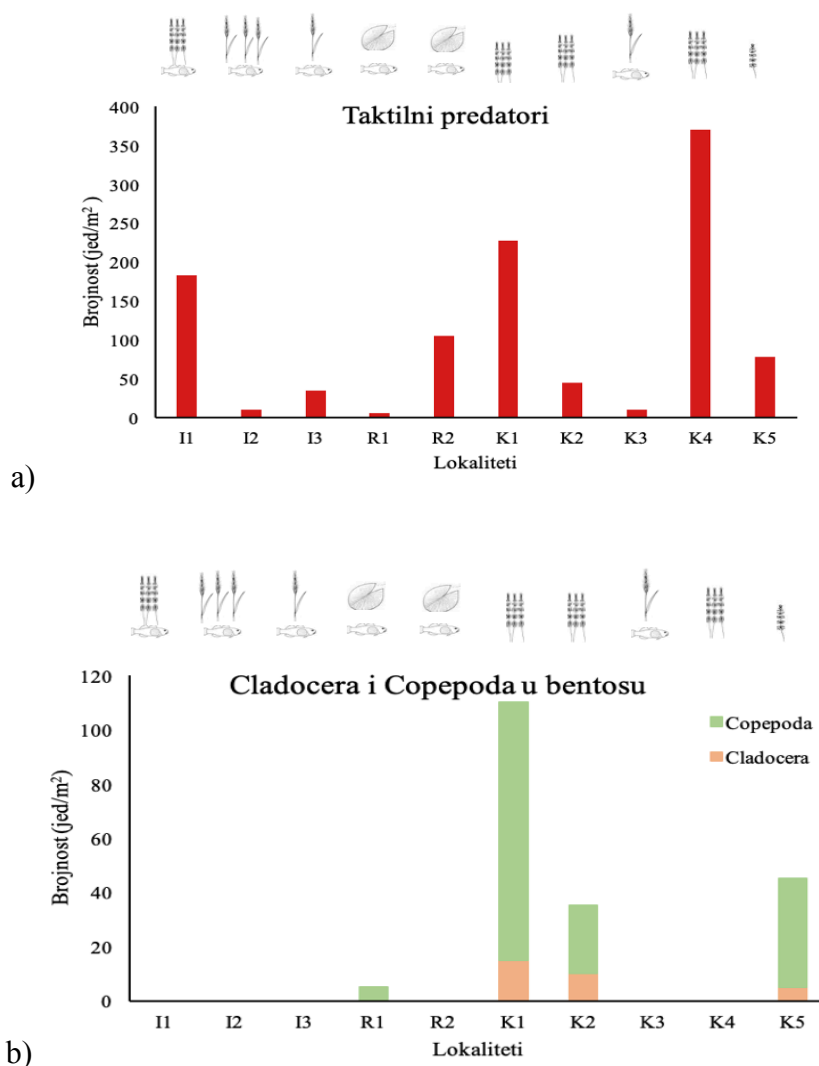 Taktilni predatori
400
350
300
250
200
150
100
50
0
Brojnost (jed/m²)
I1 I2 I3 R1 R2 K1 K2 K3 K4 K5
Lokaliteti
a)
Cladocera i Copepoda u bentosu
120
100
80
60
40
20
0
Brojnost (jed/m²)
Copepoda
Cladocera
I1 I2 I3 R1 R2 K1 K2 K3 K4 K5
Lokaliteti
b)